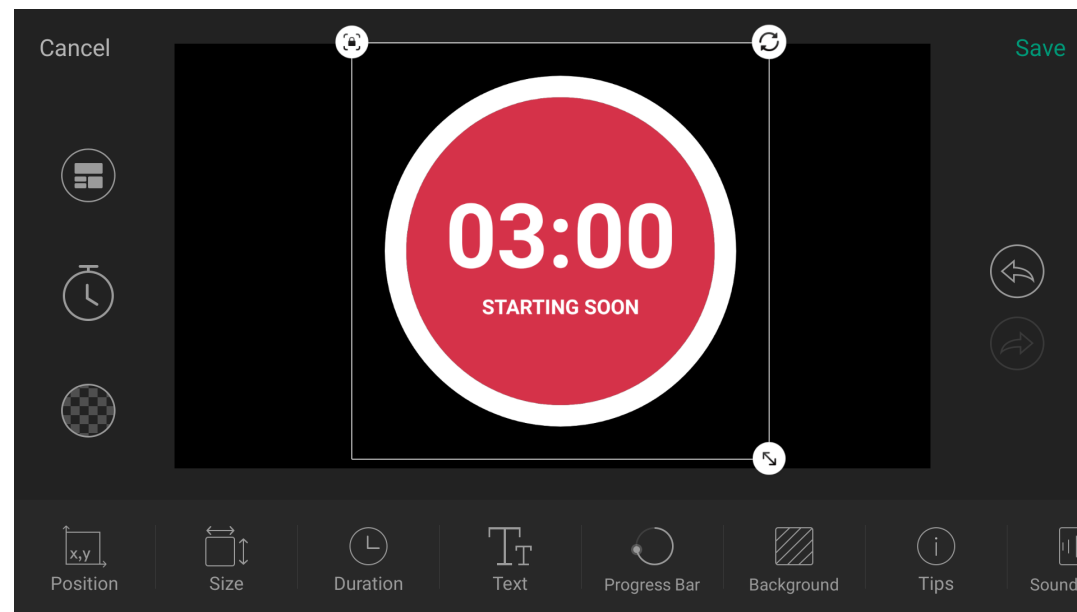 Cancel
Save
03:00
STARTING SOON
x,y
Position
Size
Duration
Text
Progress Bar
Background
Tips
Sound